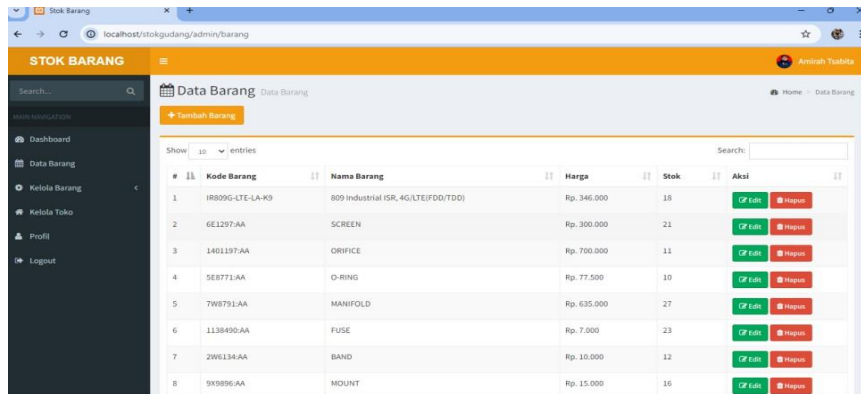 Stok Barang
localhost/stokgudang/admin/barang
STOK BARANG
Amirah Tsabita
Search...
Data Barang Data Barang
Home > Data Barang
MAIN NAVIGATION
+ Tambah Barang
Dashboard
Data Barang
Kelola Barang
Kelola Toko
Profil
Logout
Show 10 entries Search:
# Kode Barang Nama Barang Harga Stok Aksi
1 IR809G-LTE-LA-K9 809 Industrial ISR, 4G/LTE(FDD/TDD) Rp. 346.000 18 Edit Hapus
2 6E1297:AA SCREEN Rp. 300.000 21 Edit Hapus
3 1401197:AA ORIFICE Rp. 700.000 11 Edit Hapus
4 5E8771:AA O-RING Rp. 77.500 10 Edit Hapus
5 7W8791:AA MANIFOLD Rp. 635.000 27 Edit Hapus
6 1138490:AA FUSE Rp. 7.000 23 Edit Hapus
7 2W6134:AA BAND Rp. 10.000 12 Edit Hapus
8 9X9896:AA MOUNT Rp. 15.000 16 Edit Hapus